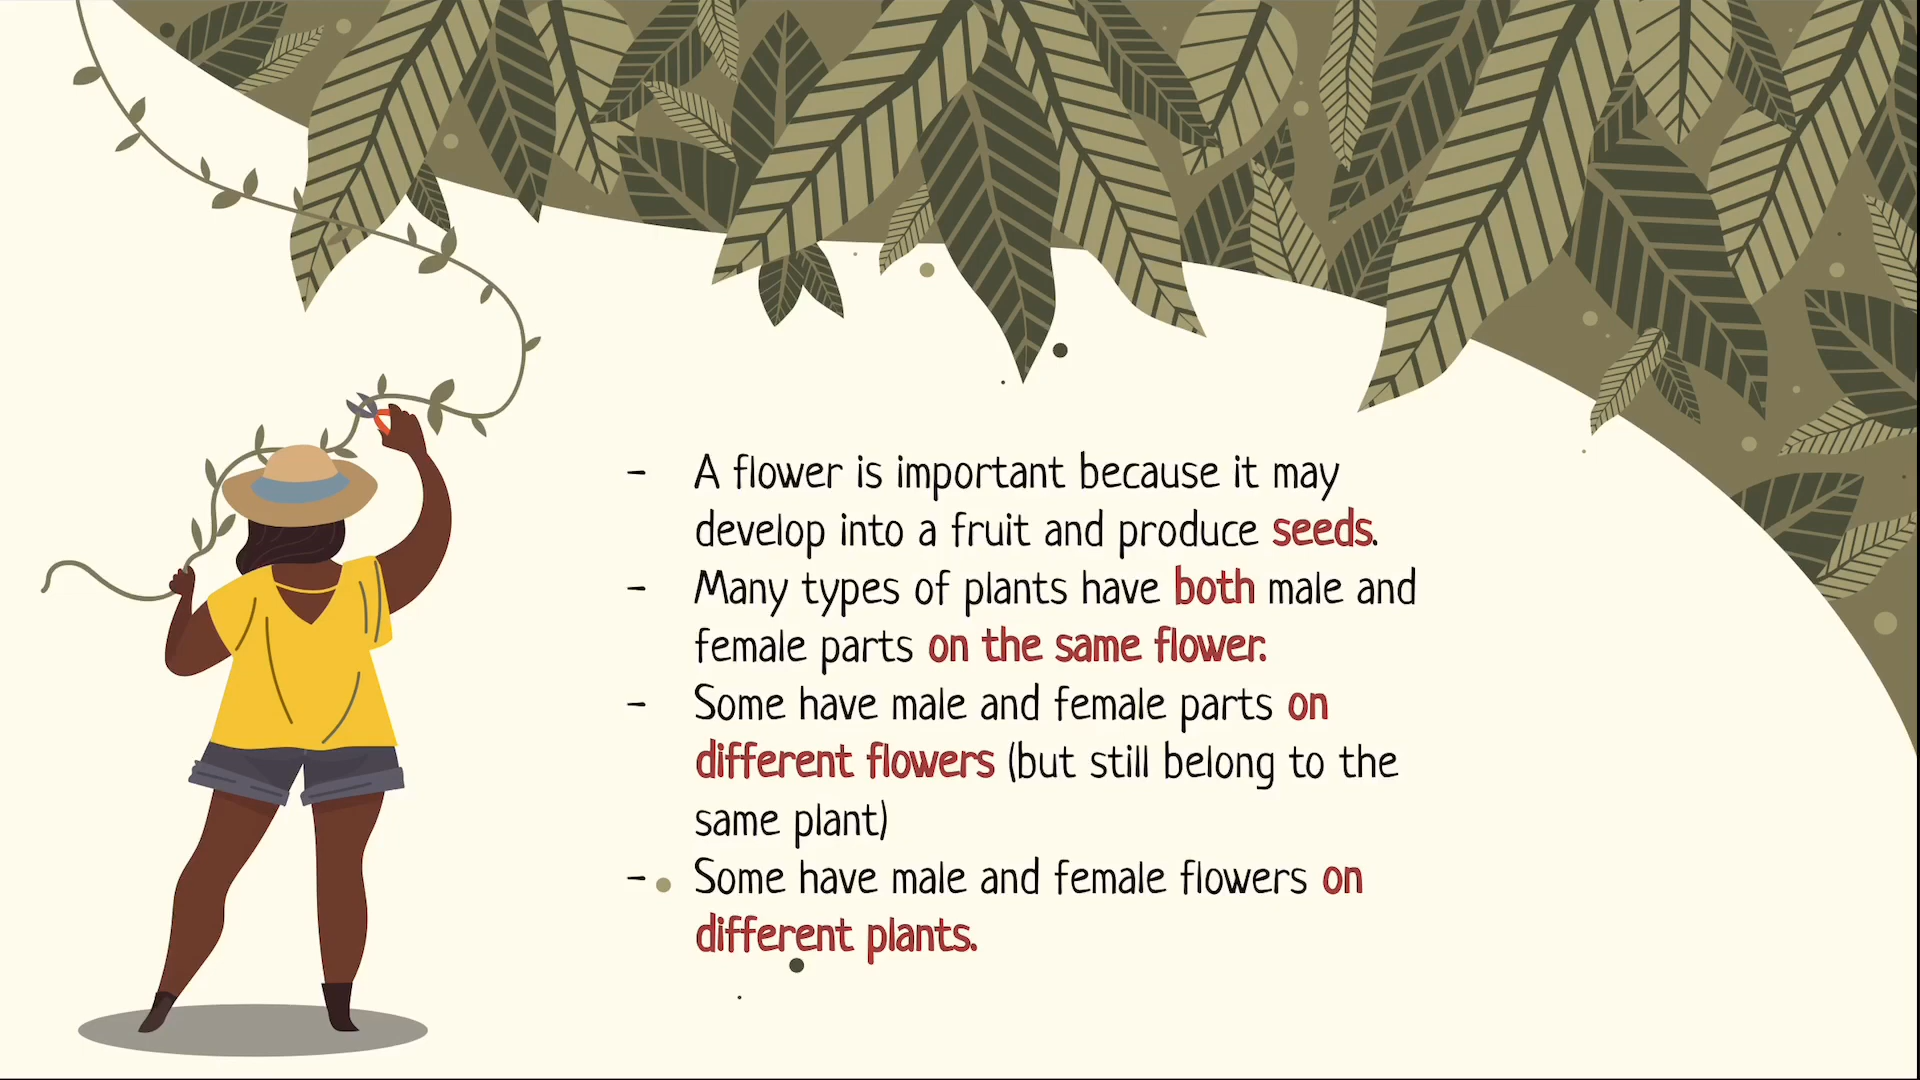 - A flower is important because it may
develop into a fruit and produce seeds.
- Many types of plants have both male and
female parts on the same flower.
- Some have male and female parts on
different flowers (but still belong to the
same plant)
- Some have male and female flowers on
different plants.